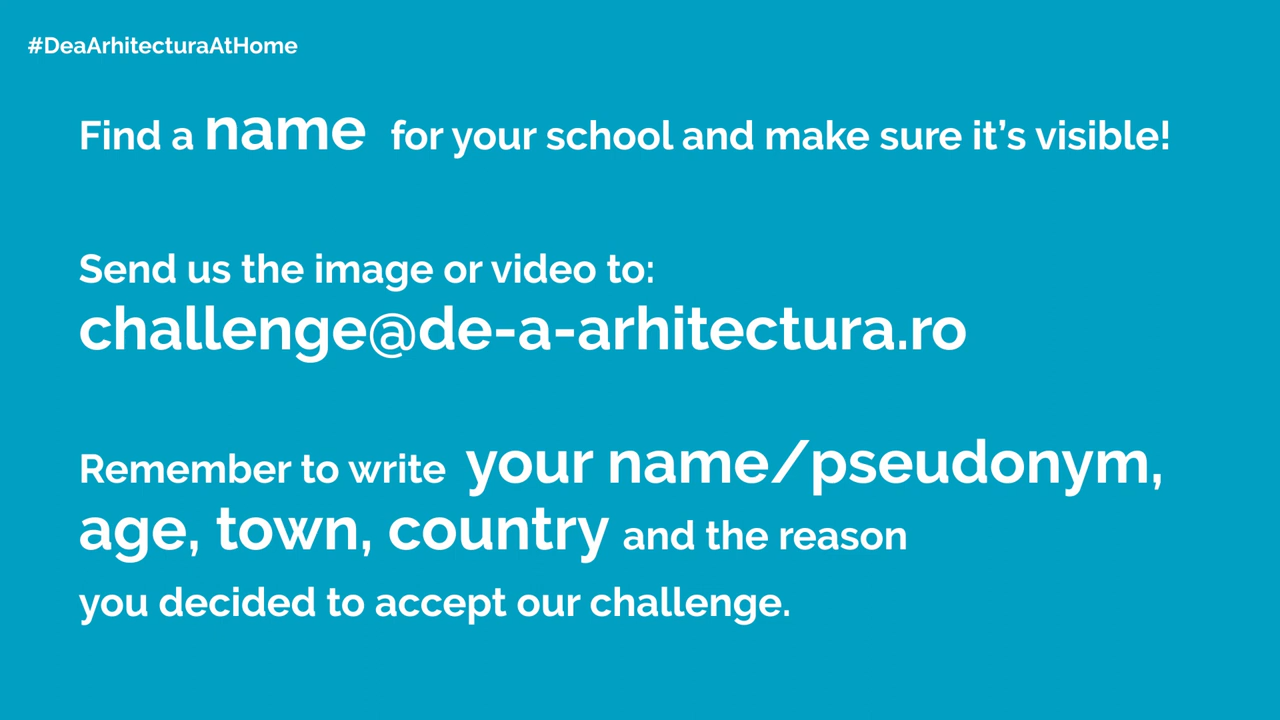 #DeaArhitecturaAtHome
Find a name for your school and make sure it’s visible!
Send us the image or video to:
challenge@de-a-arhitectura.ro
Remember to write your name/pseudonym,
age, town, country and the reason
you decided to accept our challenge.